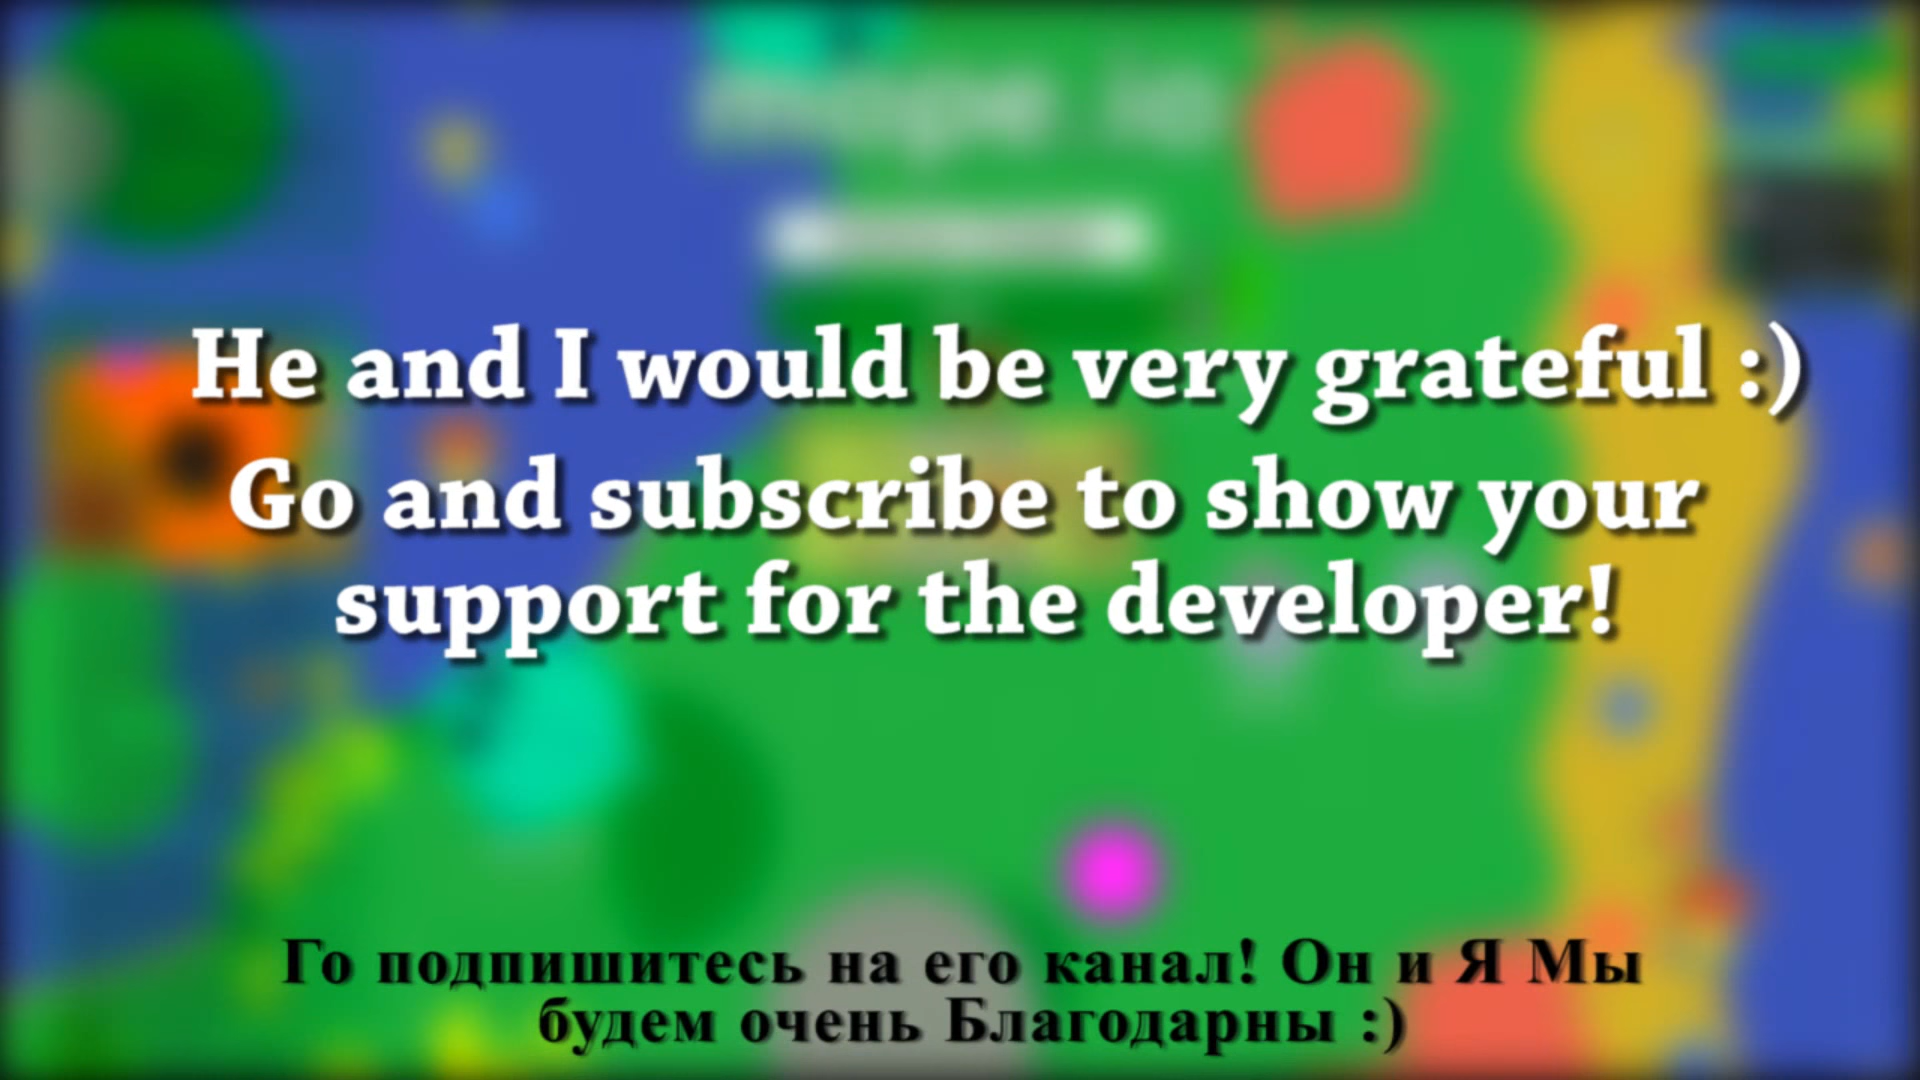 He and I would be very grateful :)
Go and subscribe to show your
support for the developer!
Го подпишитесь на его канал! Он и Я Мы
будем очень Благодарны :)